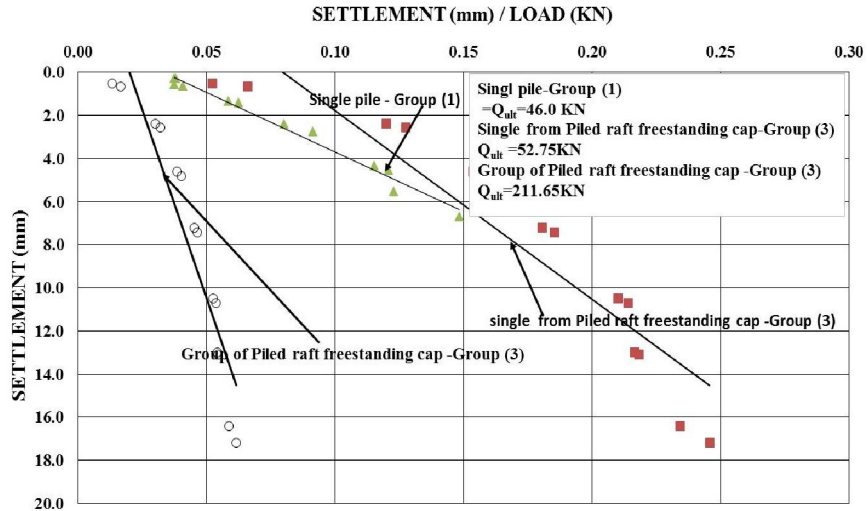 SETTLEMENT (mm) / LOAD (KN)
0.00 0.05 0.10 0.15 0.20 0.25 0.30
SETTLEMENT (mm)
0.0
2.0
4.0
6.0
8.0
10.0
12.0
14.0
16.0
18.0
20.0
Single pile - Group (1)
Singl pile-Group (1)
=Qult=46.0 KN
Single from Piled raft freestanding cap-Group (3)
Qult =52.75KN
Group of Piled raft freestanding cap -Group (3)
Qult=211.65KN
single from Piled raft freestanding cap -Group (3)
Group of Piled raft freestanding cap -Group (3)